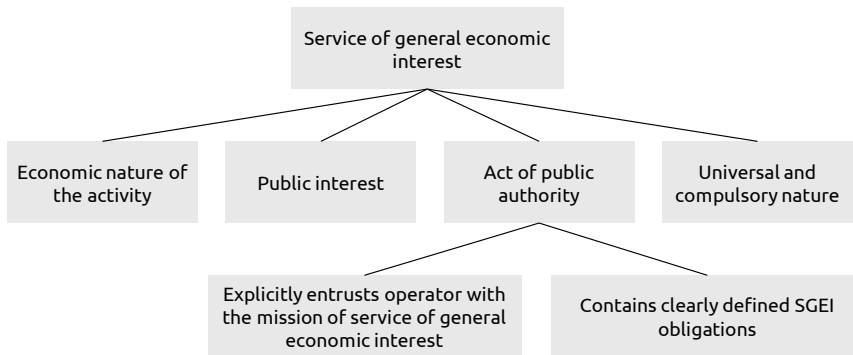 Service of general economic
interest
Economic nature of
the activity
Public interest
Act of public
authority
Universal and
compulsory nature
Explicitly entrusts operator with
the mission of service of general
economic interest
Contains clearly defined SGEI
obligations